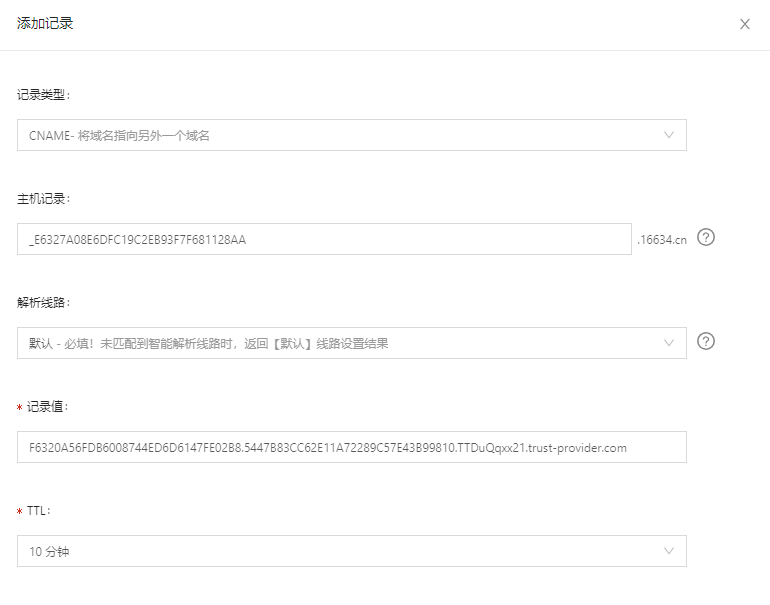 添加记录
记录类型：
CNAME- 将域名指向另外一个域名
主机记录：
_E6327A08E6DFC19C2EB93F7F681128AA .16634.cn
解析线路：
默认 - 必填！未匹配到智能解析线路时，返回【默认】线路设置结果
* 记录值：
F6320A56FDB6008744ED6D6147FE02B8.5447B83CC62E11A72289C57E43B99810.TTDuQqxx21.trust-provider.com
* TTL：
10 分钟